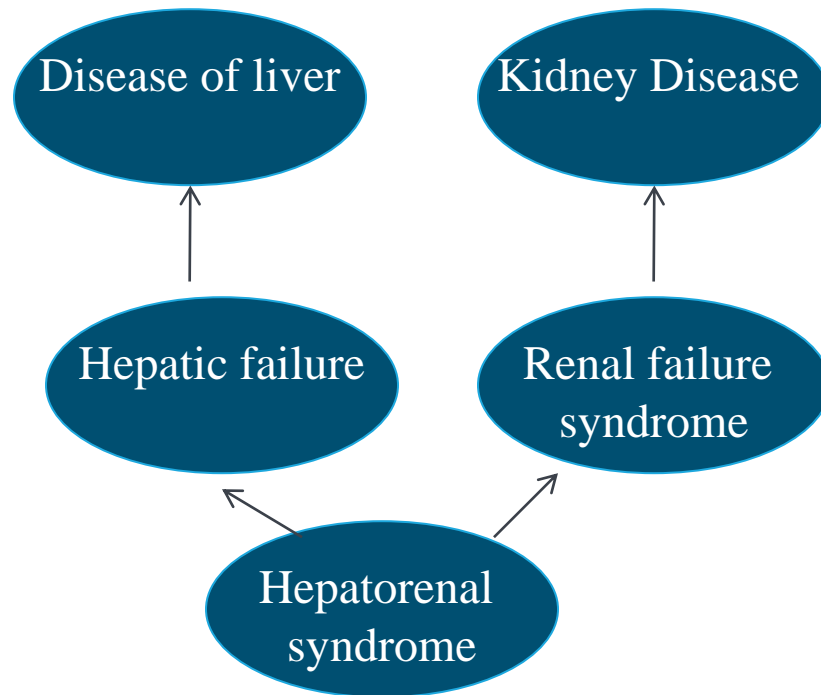 Disease of liver
Kidney Disease
Hepatic failure
Renal failure
syndrome
Hepatorenal
syndrome